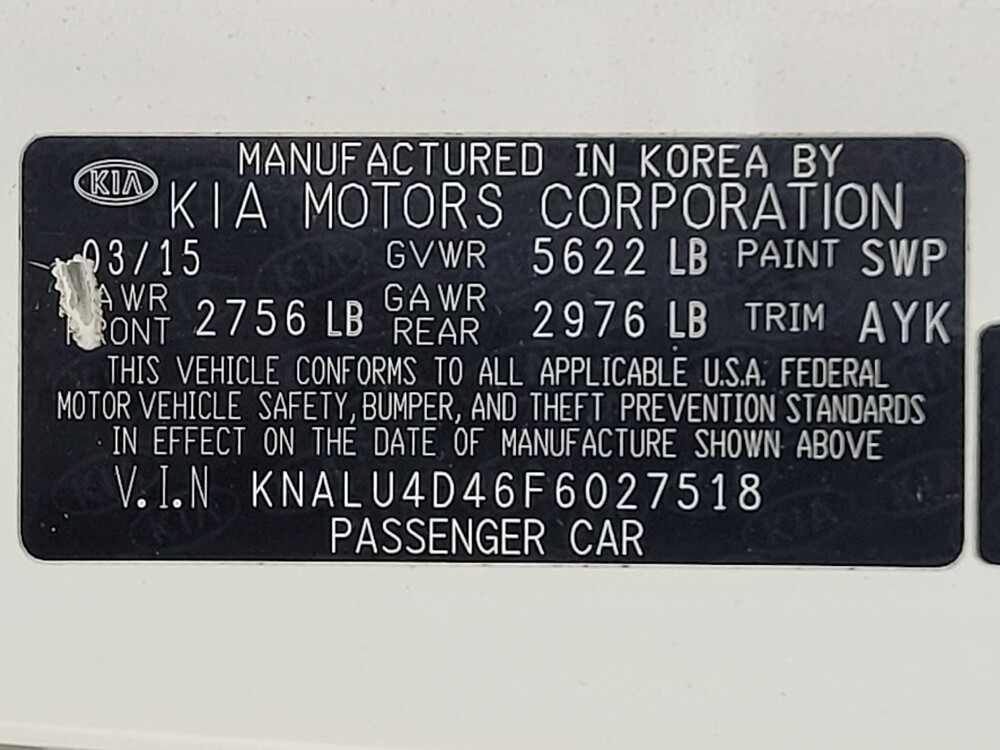 MANUFACTURED IN KOREA BY
KIA KIA MOTORS CORPORATION
03/15 GVWR 5622 LB PAINT SWP
AWR FRONT 2756 LB GAWR REAR 2976 LB TRIM AYK
THIS VEHICLE CONFORMS TO ALL APPLICABLE U.S.A. FEDERAL
MOTOR VEHICLE SAFETY, BUMPER, AND THEFT PREVENTION STANDARDS
IN EFFECT ON THE DATE OF MANUFACTURE SHOWN ABOVE
V.I.N KNALU4D46F6027518
PASSENGER CAR